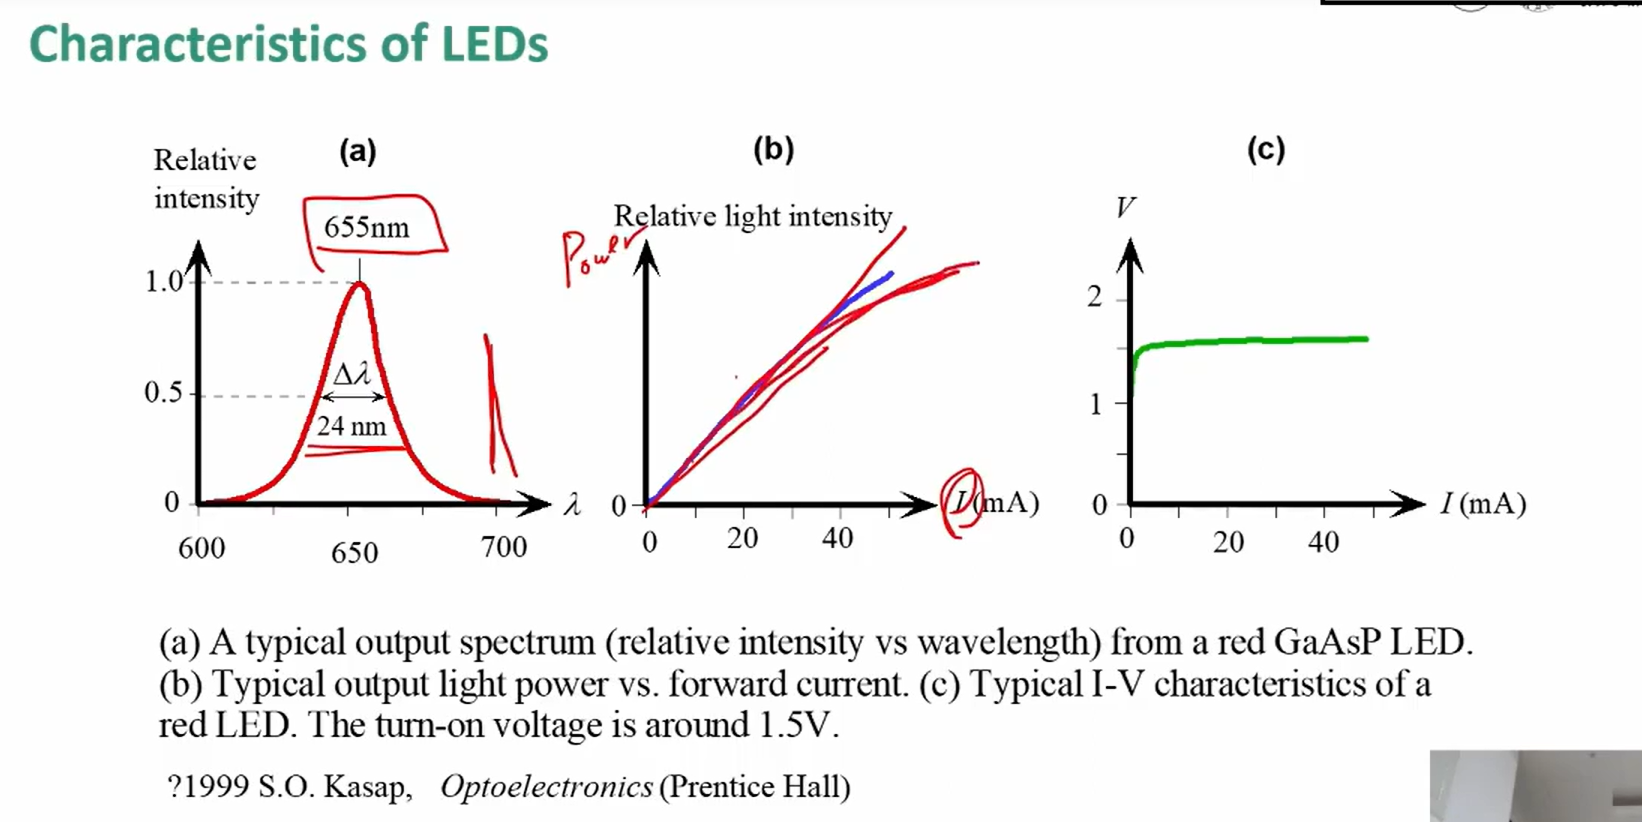 Characteristics of LEDs
(a)
Relative
intensity
655nm
1.0
0.5
0
Δλ
24 nm
600
650
700
λ
(b)
Relative light intensity
Power
0
0
20
40
I (mA)
(c)
V
2
1
0
0
20
40
I (mA)
(a) A typical output spectrum (relative intensity vs wavelength) from a red GaAsP LED.
(b) Typical output light power vs. forward current. (c) Typical I-V characteristics of a
red LED. The turn-on voltage is around 1.5V.
?1999 S.O. Kasap, Optoelectronics (Prentice Hall)